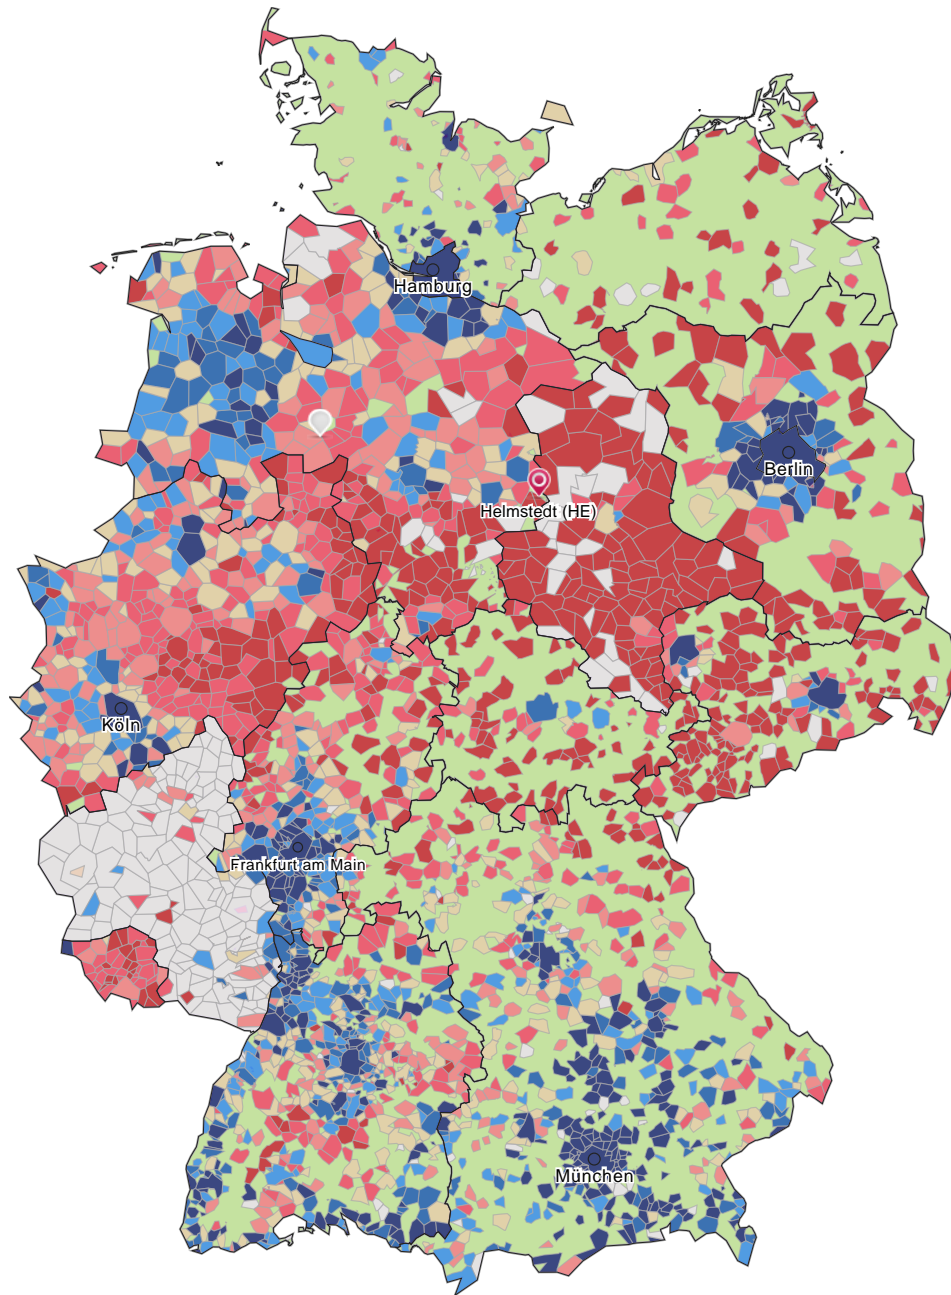 Hamburg
Berlin
Helmstedt (HE)
Köln
Frankfurt am Main
München